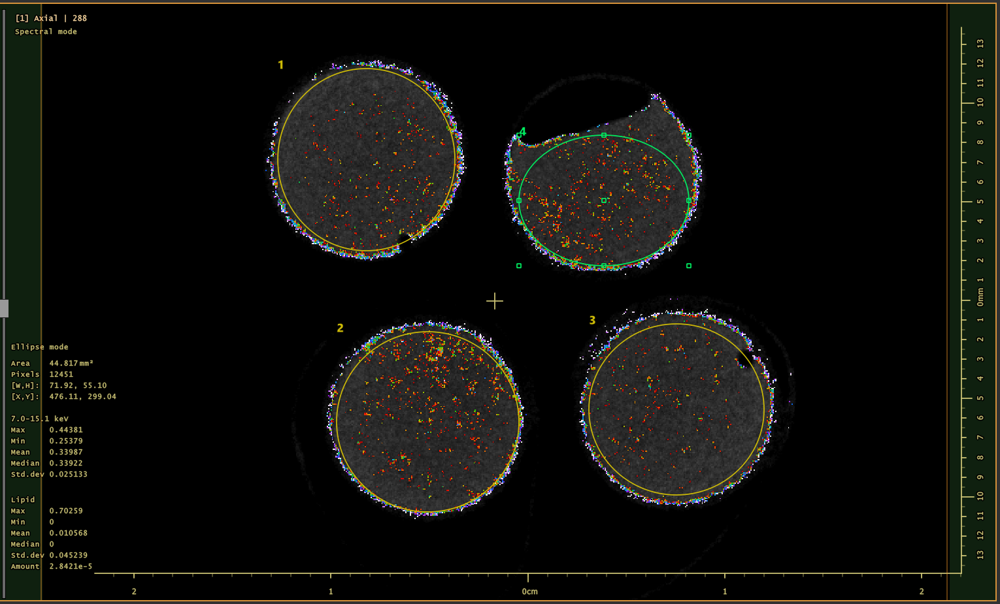 [1] Axial | 288
Spectral mode
1
4
2
3
Ellipse mode
Area 44.817mm²
Pixels 12451
[W,H]: 71.92, 55.10
[X,Y]: 476.11, 299.04
7.0-15.1 kev
Max 0.44381
Min 0.25379
Mean 0.33987
Median 0.33922
Std.dev 0.025133
Lipid
Max 0.70259
Min 0
Mean 0.010568
Median 0
Std.dev 0.045239
Amount 2.8421e-5
13
12
11
10
9
8
7
6
5
4
3
2
1
0mm
1
2
3
4
5
6
7
8
9
10
11
12
13
2 1 0cm 1 2